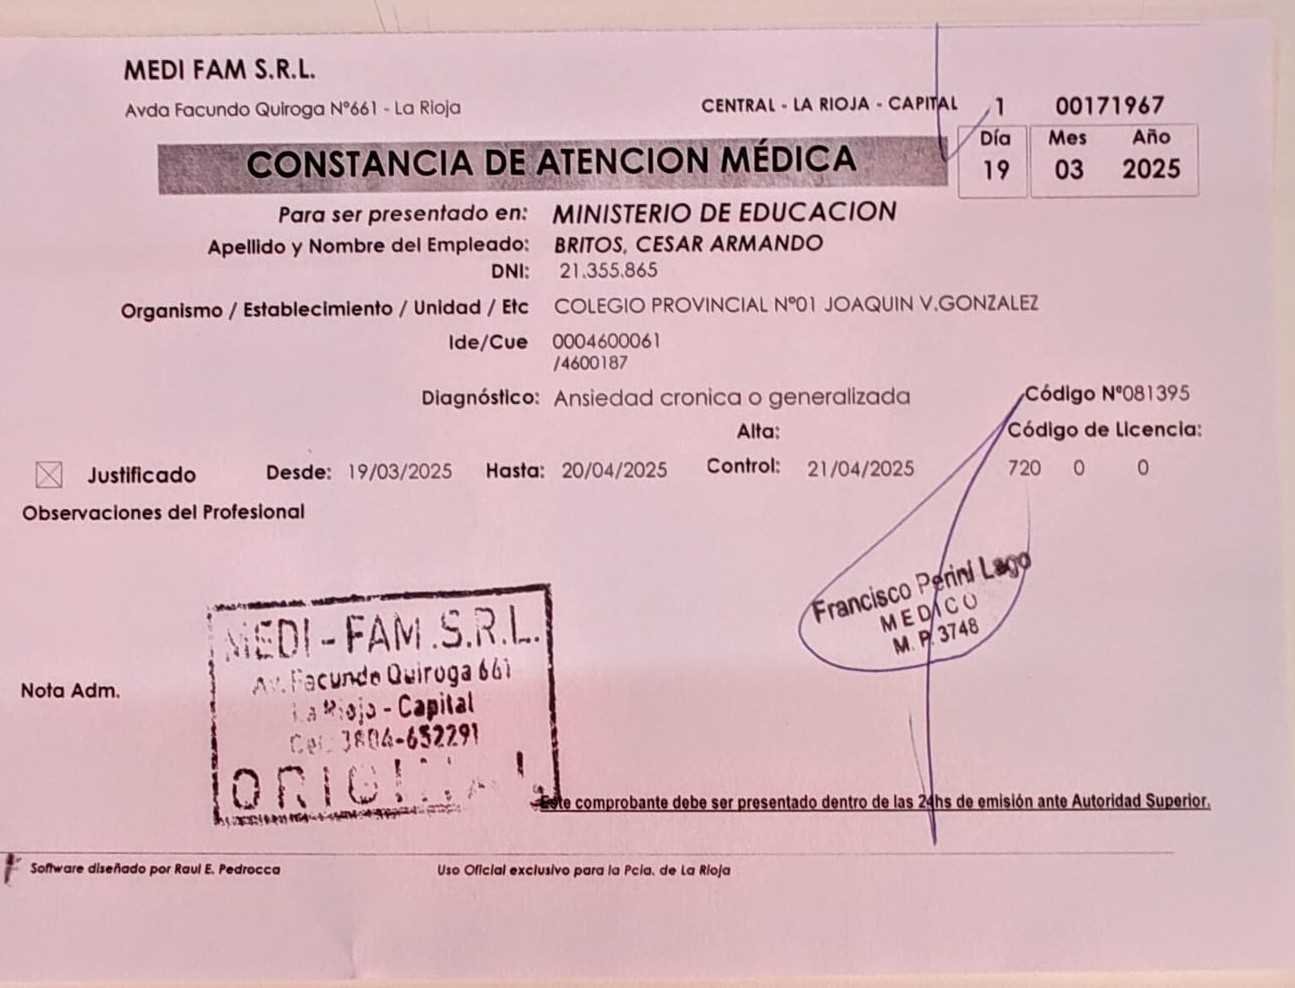 MEDI FAM S.R.L.
Avda Facundo Quiroga Nº661 - La Rioja
CENTRAL - LA RIOJA - CAPITAL 1 00171967
CONSTANCIA DE ATENCION MÉDICA
Día Mes Año
19 03 2025
Para ser presentado en: MINISTERIO DE EDUCACION
Apellido y Nombre del Empleado: BRITOS, CESAR ARMANDO
DNI: 21.355.865
Organismo / Establecimiento / Unidad / Etc COLEGIO PROVINCIAL Nº01 JOAQUIN V.GONZALEZ
Ide/Cue 0004600061
/4600187
Diagnóstico: Ansiedad cronica o generalizada Código Nº081395
Alta: Código de Licencia:
Justificado Desde: 19/03/2025 Hasta: 20/04/2025 Control: 21/04/2025 720 0 0
Observaciones del Profesional
Francisco Perini Lago
MEDICO
M. P. 3748
MEDI - FAM .S.R.L.
Av. Facundo Quiroga 661
La Rioja - Capital
Cel. 3804-652291
ORIGINAL
Nota Adm.
Este comprobante debe ser presentado dentro de las 24hs de emisión ante Autoridad Superior.
Software diseñado por Raul E. Pedrocca
Uso Oficial exclusivo para la Pcia. de La Rioja